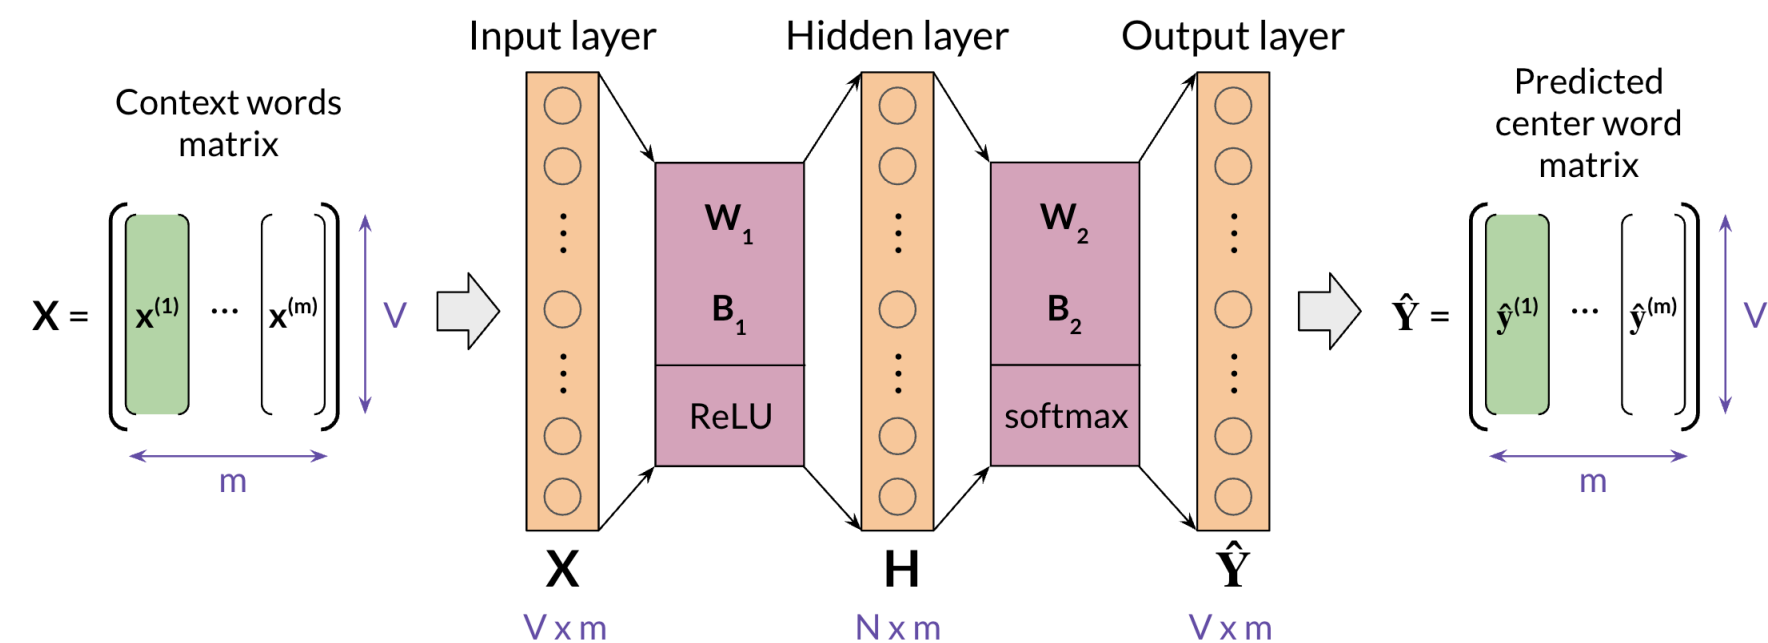 Input layer
Hidden layer
Output layer
Context words
matrix
Predicted
center word
matrix
X =
x(1)
...
x(m)
V
m
W1
B1
ReLU
W2
B2
softmax
Ŷ =
ŷ(1)
...
ŷ(m)
V
m
X
H
Ŷ
V x m
N x m
V x m